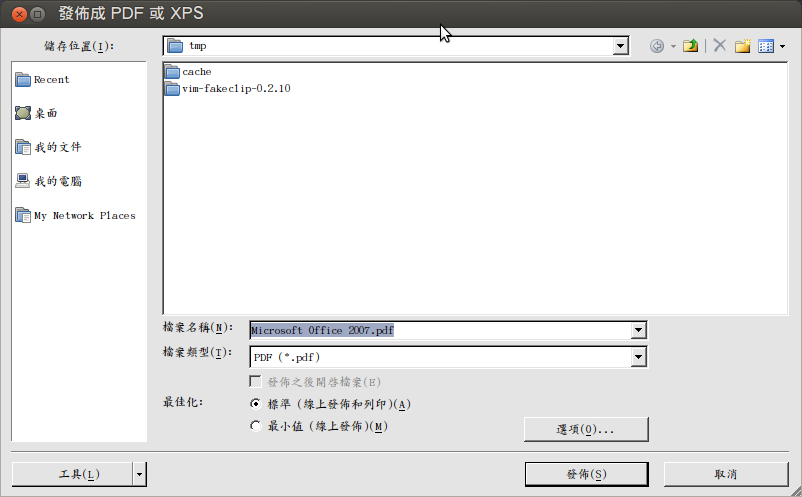 發佈成 PDF 或 XPS
儲存位置(I):
tmp
Recent
桌面
我的文件
我的電腦
My Network Places
cache
vim-fakeclip-0.2.10
檔案名稱(N):
Microsoft Office 2007.pdf
檔案類型(T):
PDF (*.pdf)
發佈之後開啓檔案(E)
最佳化:
標準 (線上發佈和列印)(A)
最小值 (線上發佈)(M)
選項(O)...
工具(L)
發佈(S)
取消